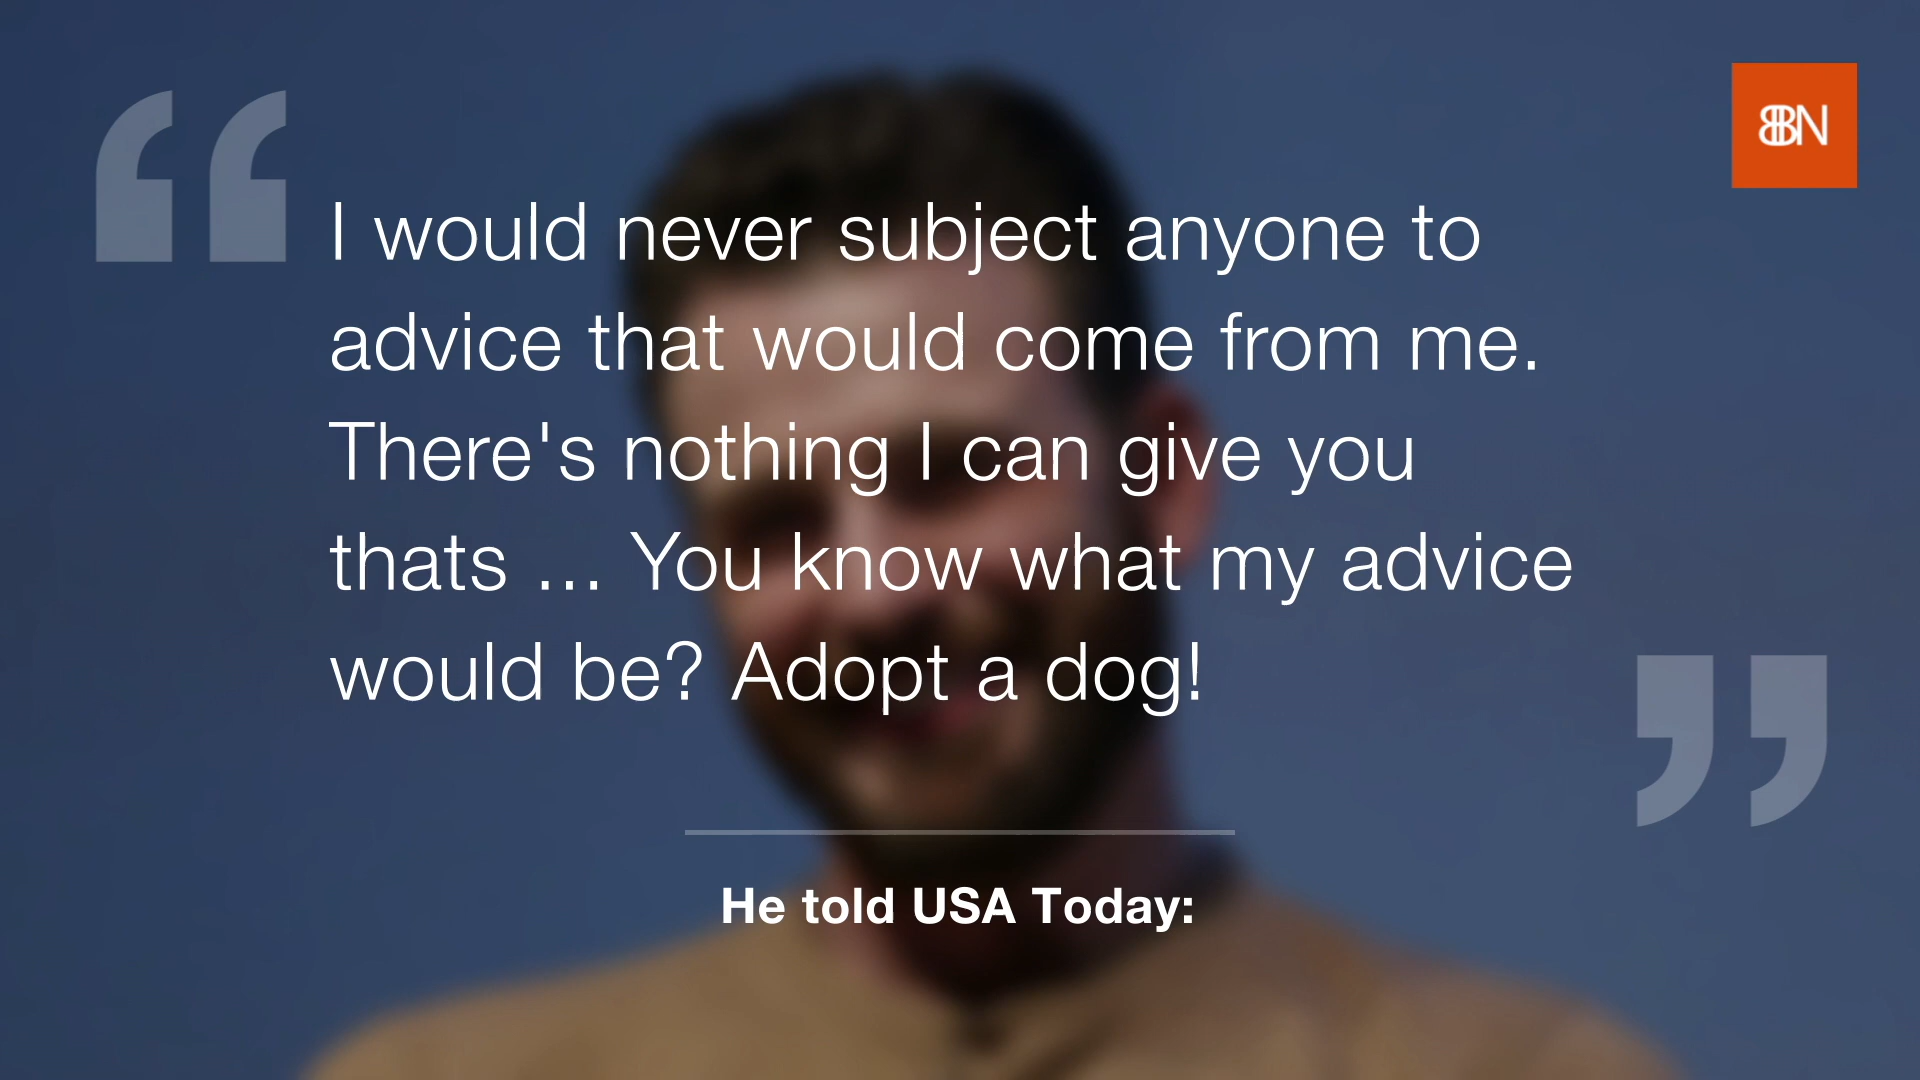 BBN
I would never subject anyone to
advice that would come from me.
There's nothing I can give you
thats ... You know what my advice
would be? Adopt a dog!
He told USA Today: